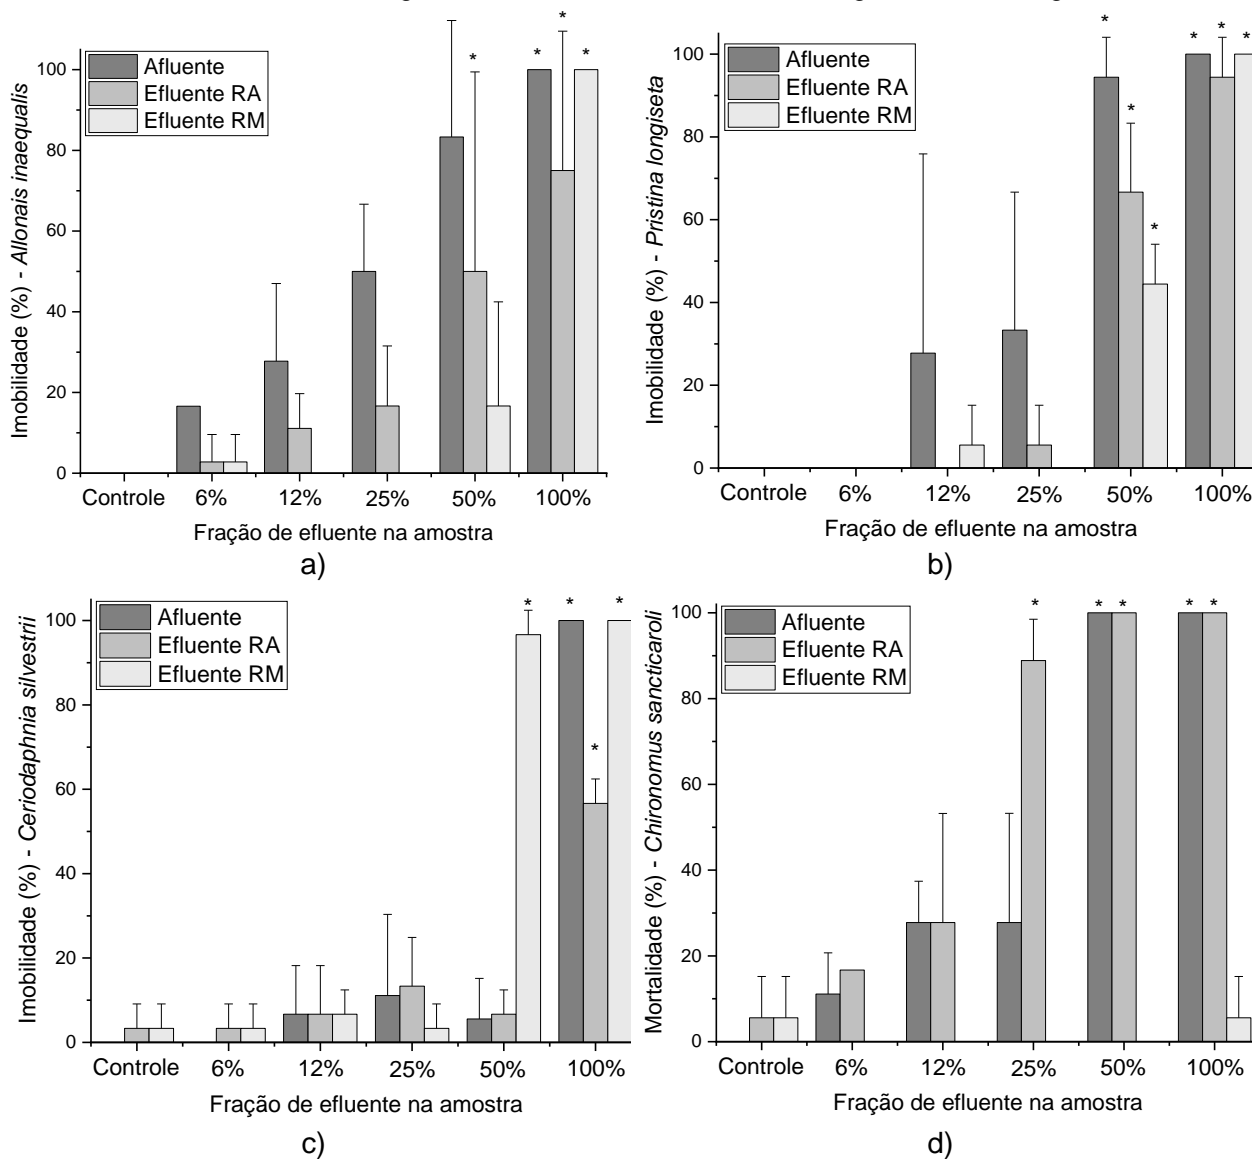 Afluente
Efluente RA
Efluente RM
Imobilidade (%) - Allonais inaequalis
100
80
60
40
20
0
* * * *
Controle 6% 12% 25% 50% 100%
Fração de efluente na amostra
a)
Afluente
Efluente RA
Efluente RM
Imobilidade (%) - Pristina longiseta
100
80
60
40
20
0
* * * * * *
Controle 6% 12% 25% 50% 100%
Fração de efluente na amostra
b)
Afluente
Efluente RA
Efluente RM
Imobilidade (%) - Ceriodaphnia silvestrii
100
80
60
40
20
0
* * * *
Controle 6% 12% 25% 50% 100%
Fração de efluente na amostra
c)
Afluente
Efluente RA
Efluente RM
Mortalidade (%) - Chironomus sancticaroli
100
80
60
40
20
0
* * * * *
Controle 6% 12% 25% 50% 100%
Fração de efluente na amostra
d)